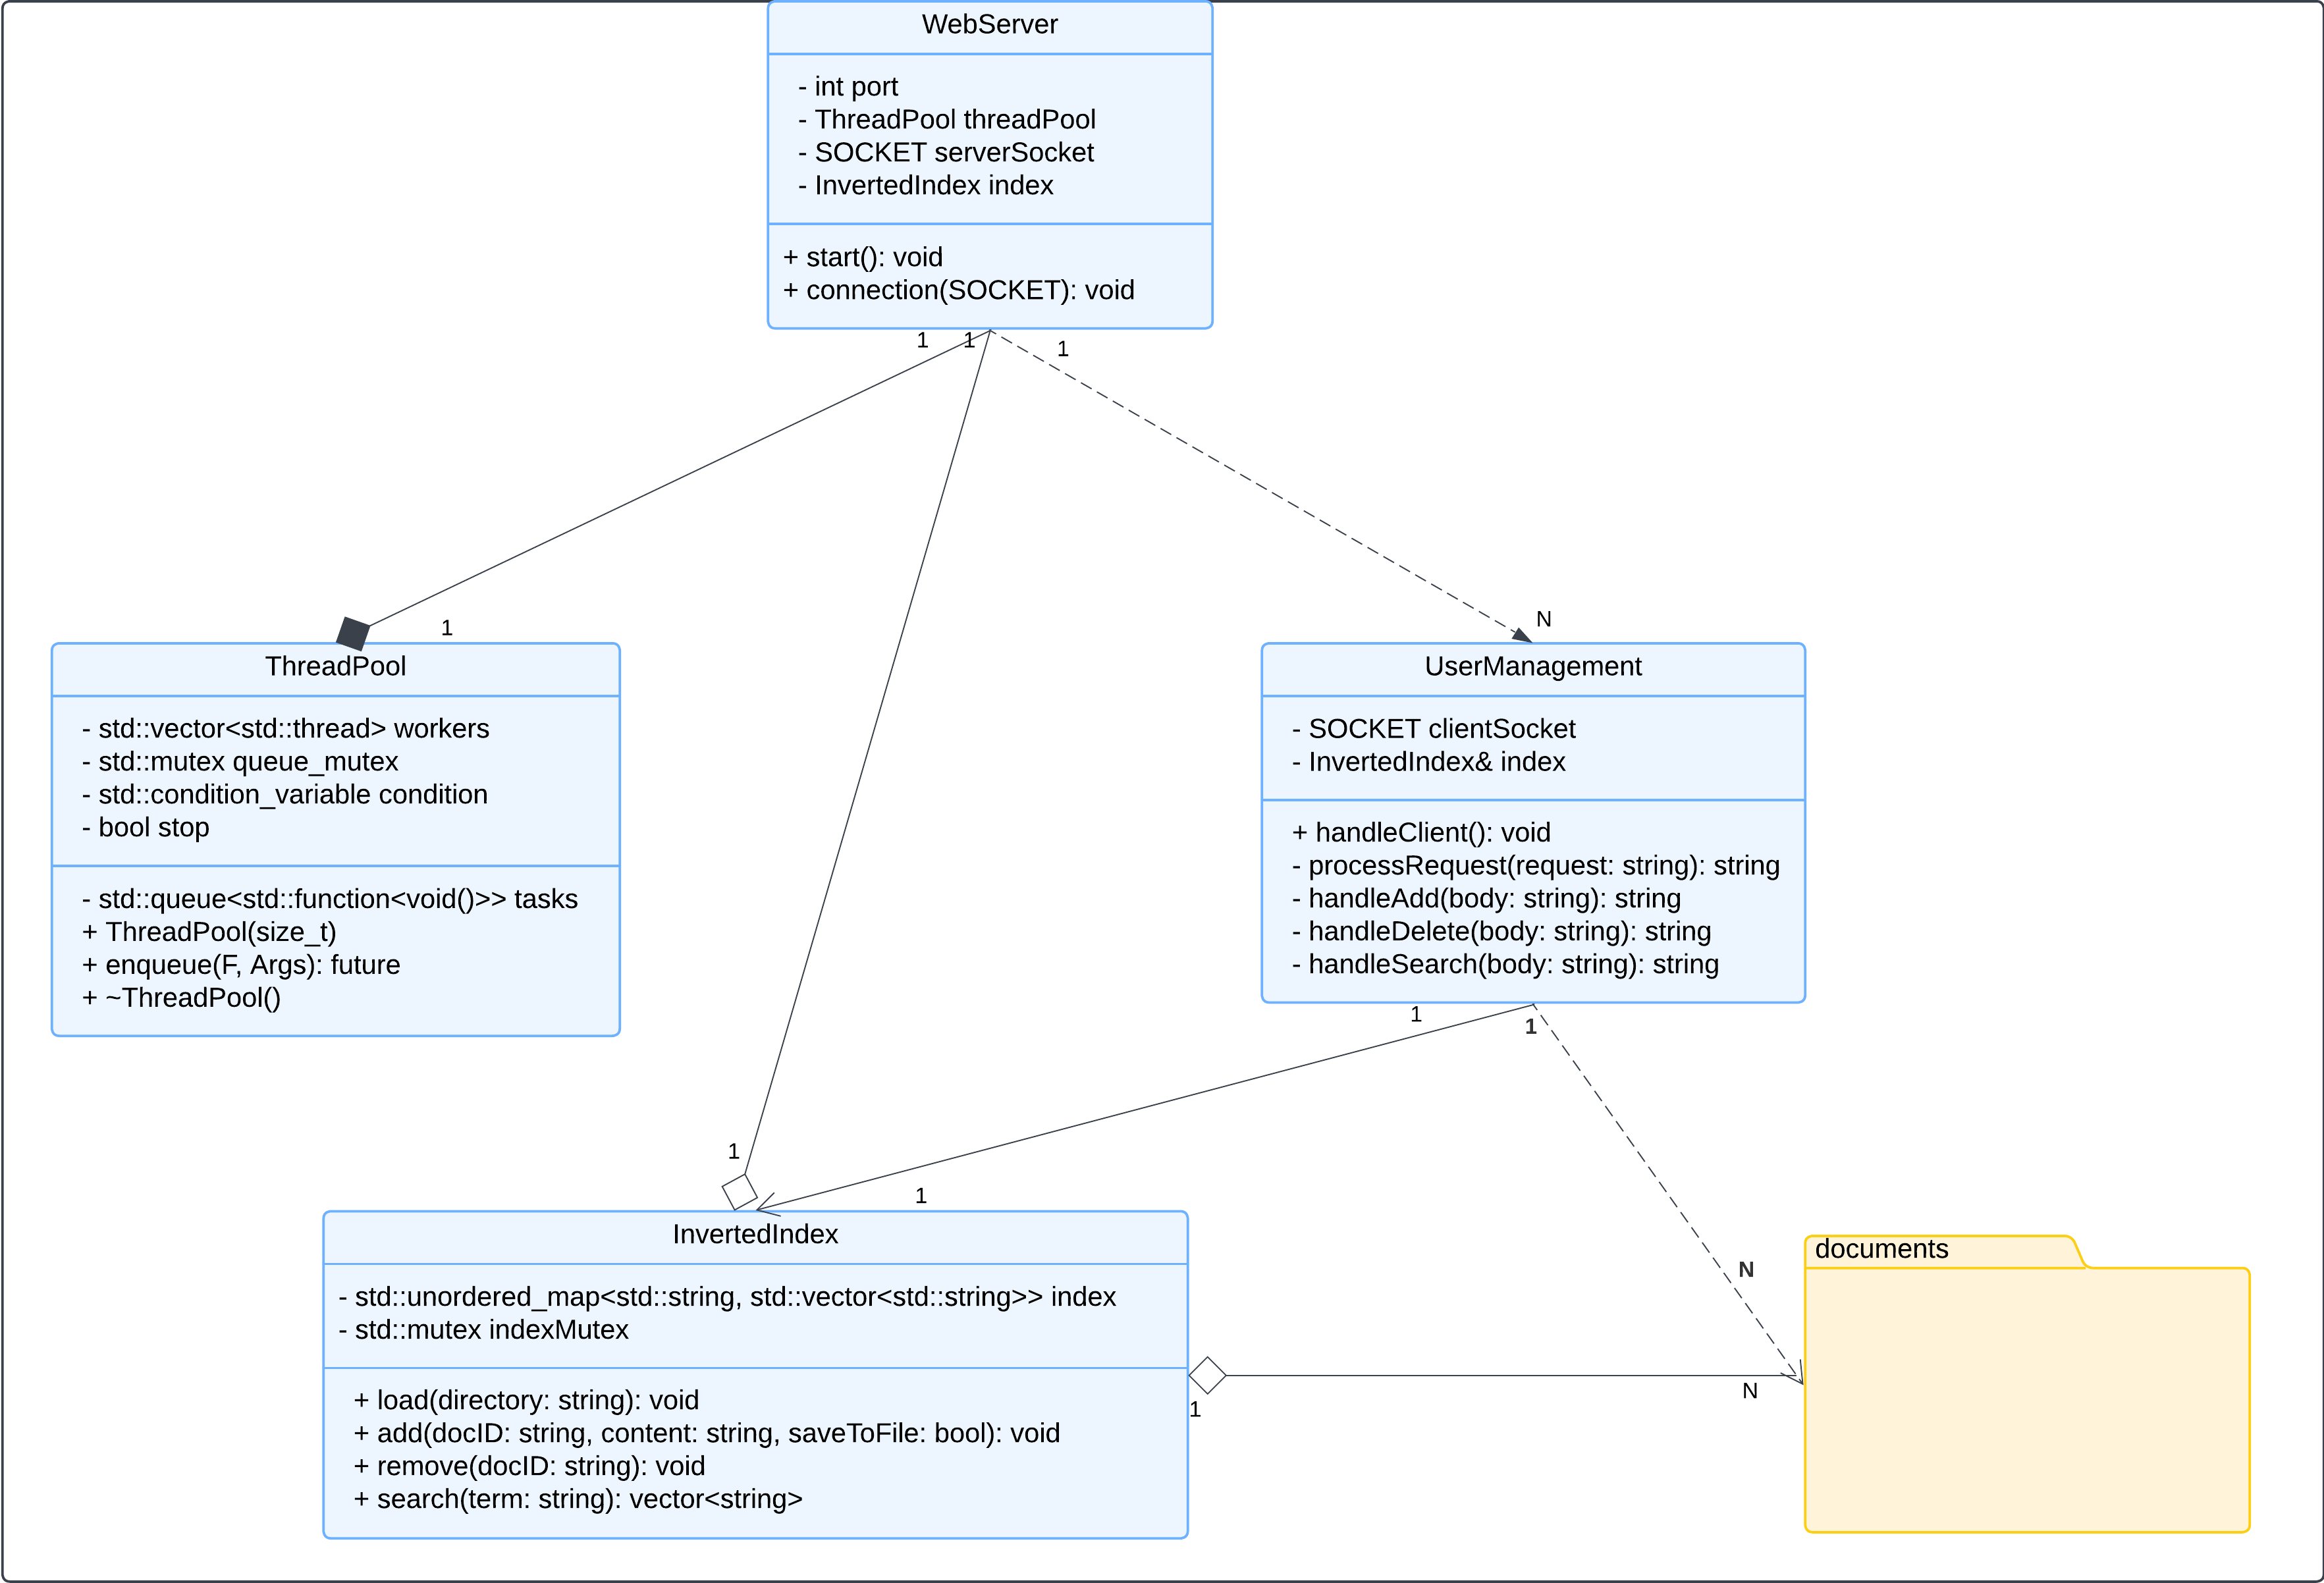 WebServer
- int port
- ThreadPool threadPool
- SOCKET serverSocket
- InvertedIndex index
+ start(): void
+ connection(SOCKET): void
1
1
1
1
N
ThreadPool
- std::vector<std::thread> workers
- std::mutex queue_mutex
- std::condition_variable condition
- bool stop
- std::queue<std::function<void()>> tasks
+ ThreadPool(size_t)
+ enqueue(F, Args): future
+ ~ThreadPool()
UserManagement
- SOCKET clientSocket
- InvertedIndex& index
+ handleClient(): void
- processRequest(request: string): string
- handleAdd(body: string): string
- handleDelete(body: string): string
- handleSearch(body: string): string
1
1
1
1
N
InvertedIndex
- std::unordered_map<std::string, std::vector<std::string>> index
- std::mutex indexMutex
+ load(directory: string): void
+ add(docID: string, content: string, saveToFile: bool): void
+ remove(docID: string): void
+ search(term: string): vector<string>
1
N
documents